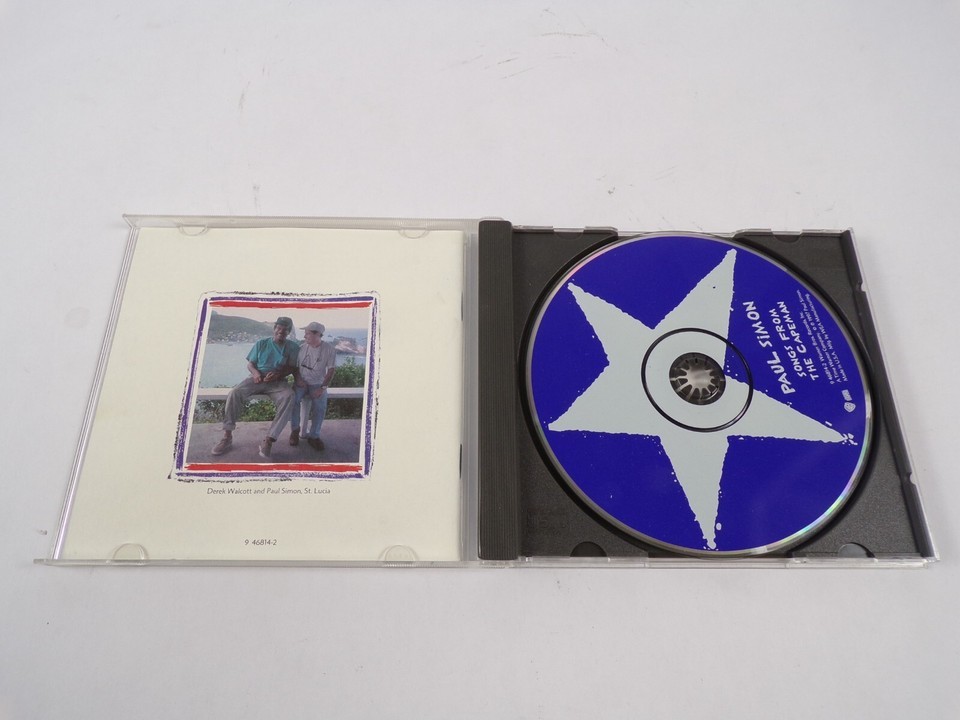 Derek Walcott and Paul Simon, St. Lucia
9 46814-2
PAUL SIMON
SONGS FROM
THE CAPEMAN